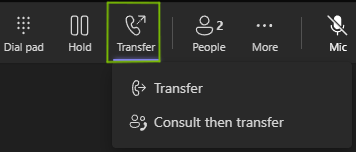 Dial pad Hold Transfer 2 People More Mic
Transfer
Consult then transfer